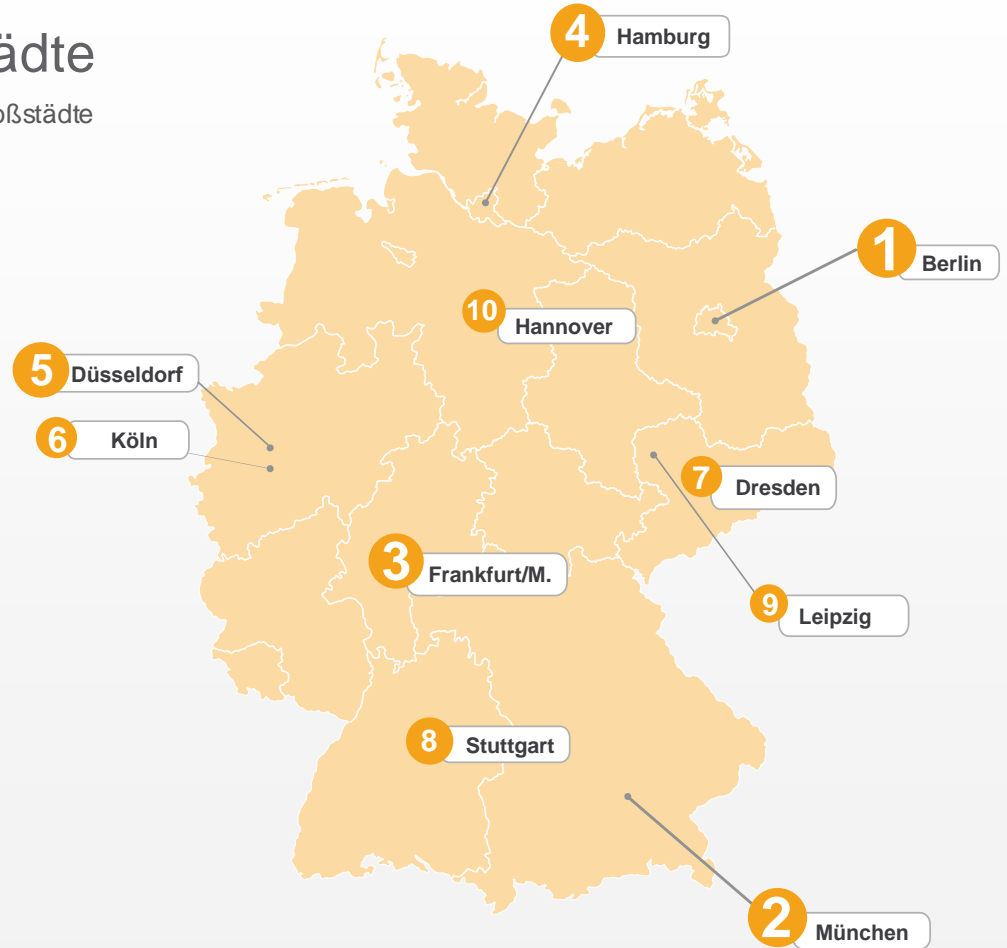 ädte
oßstädte
4 Hamburg
1 Berlin
10 Hannover
5 Düsseldorf
6 Köln
7 Dresden
3 Frankfurt/M.
9 Leipzig
8 Stuttgart
2 München